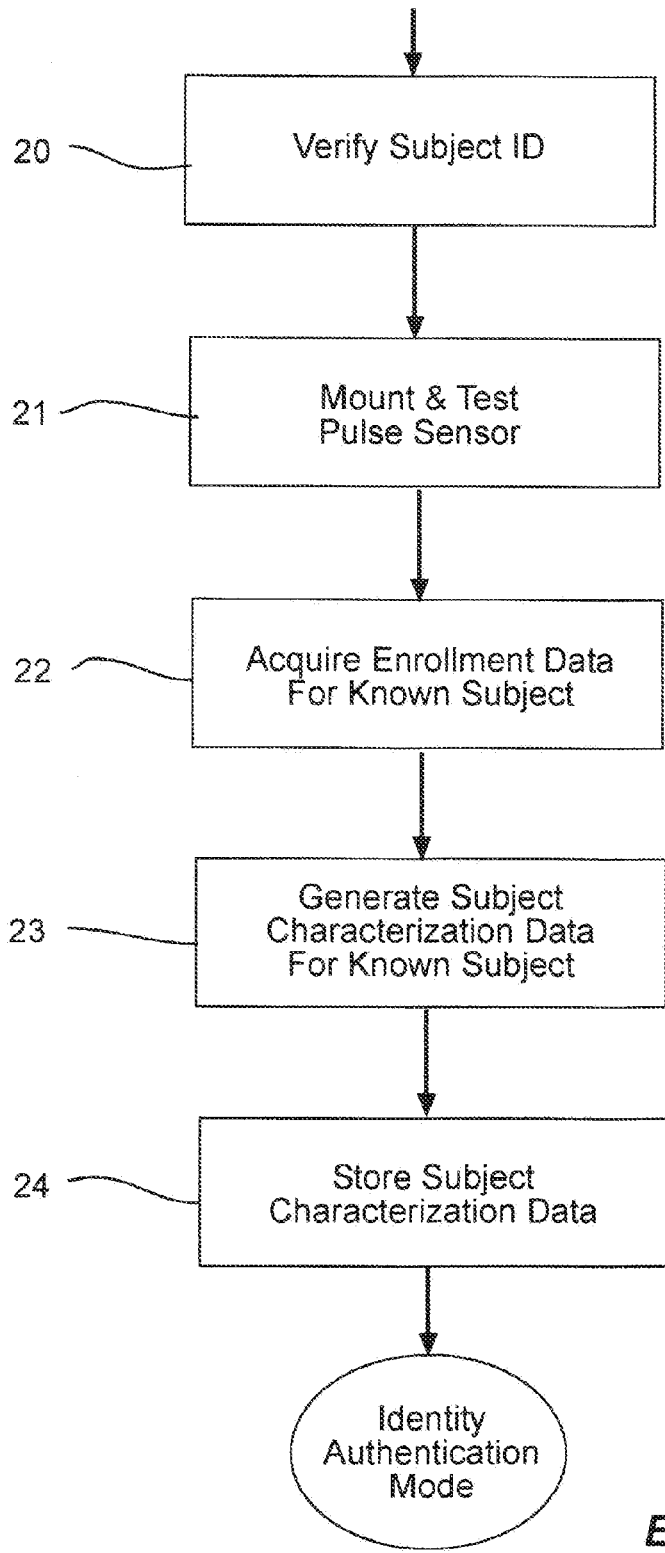 20
Verify Subject ID
21
Mount & Test
Pulse Sensor
22
Acquire Enrollment Data
For Known Subject
23
Generate Subject
Characterization Data
For Known Subject
24
Store Subject
Characterization Data
Identity
Authentication
Mode